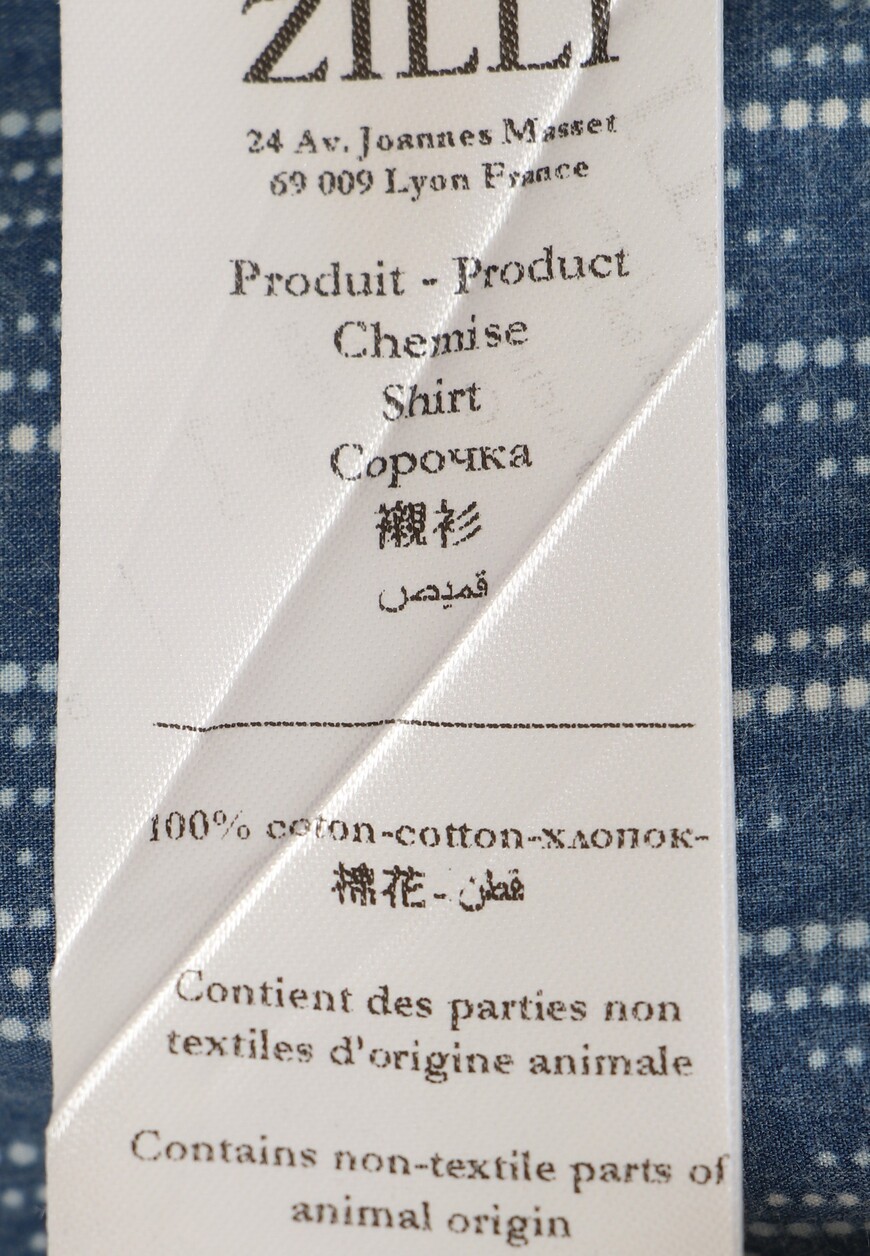 ZILLI
24 Av. Joannes Masset
69 009 Lyon France
Produit - Product
Chemise
Shirt
Сорочка
襯衫
قميص
100% coton-cotton-хлопок-
棉花- قطن
Contient des parties non
textiles d'origine animale
Contains non-textile parts of
animal origin